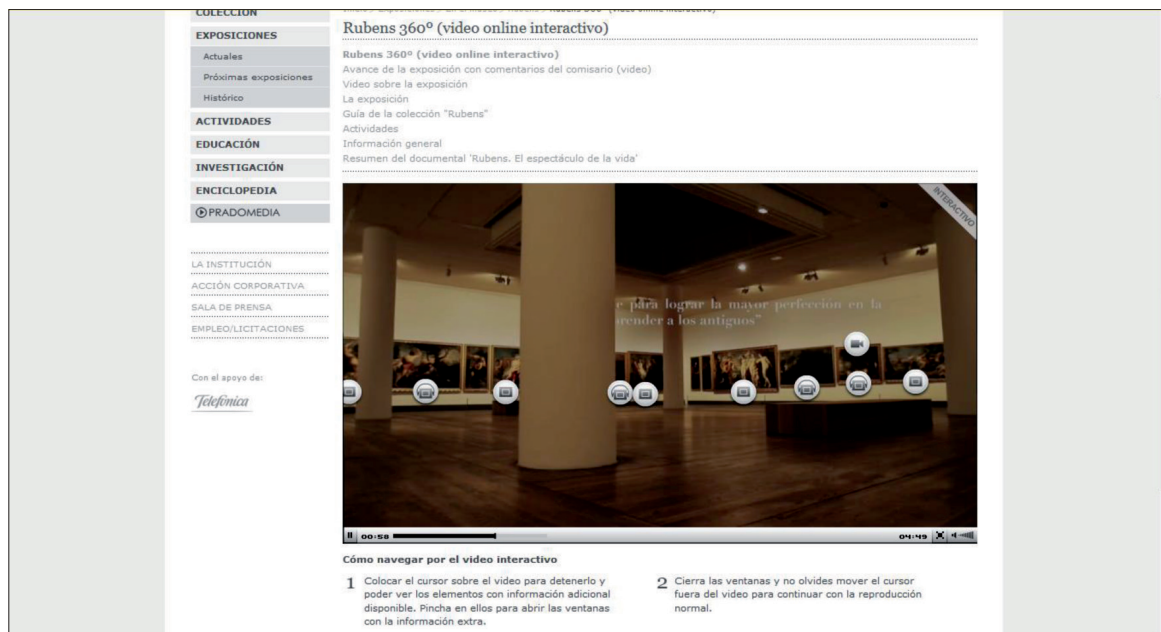 COLECCIÓN
EXPOSICIONES
Actuales
Próximas exposiciones
Histórico
ACTIVIDADES
EDUCACIÓN
INVESTIGACIÓN
ENCICLOPEDIA
PRADOMEDIA
LA INSTITUCIÓN
ACCIÓN CORPORATIVA
SALA DE PRENSA
EMPLEO/LICITACIONES
Con el apoyo de:
Telefónica
Rubens 360º (video online interactivo)
Rubens 360º (video online interactivo)
Avance de la exposición con comentarios del comisario (video)
Video sobre la exposición
La exposición
Guía de la colección "Rubens"
Actividades
Información general
Resumen del documental 'Rubens. El espectáculo de la vida'
INTERACTIVO
e para lograr la mayor perfección en la
render a los antiguos"
00:58
04:49
Cómo navegar por el video interactivo
1 Colocar el cursor sobre el video para detenerlo y
poder ver los elementos con información adicional
disponible. Pincha en ellos para abrir las ventanas
con la información extra.
2 Cierra las ventanas y no olvides mover el cursor
fuera del video para continuar con la reproducción
normal.